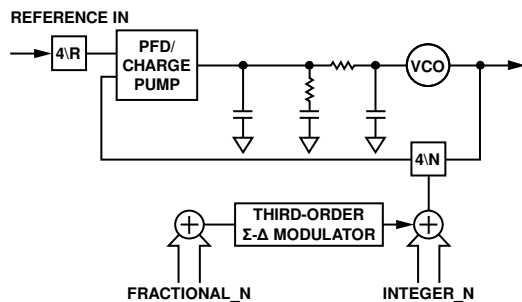 REFERENCE IN
4\R
PFD/
CHARGE
PUMP
VCO
4\N
THIRD-ORDER
Σ-Δ MODULATOR
FRACTIONAL_N
INTEGER_N